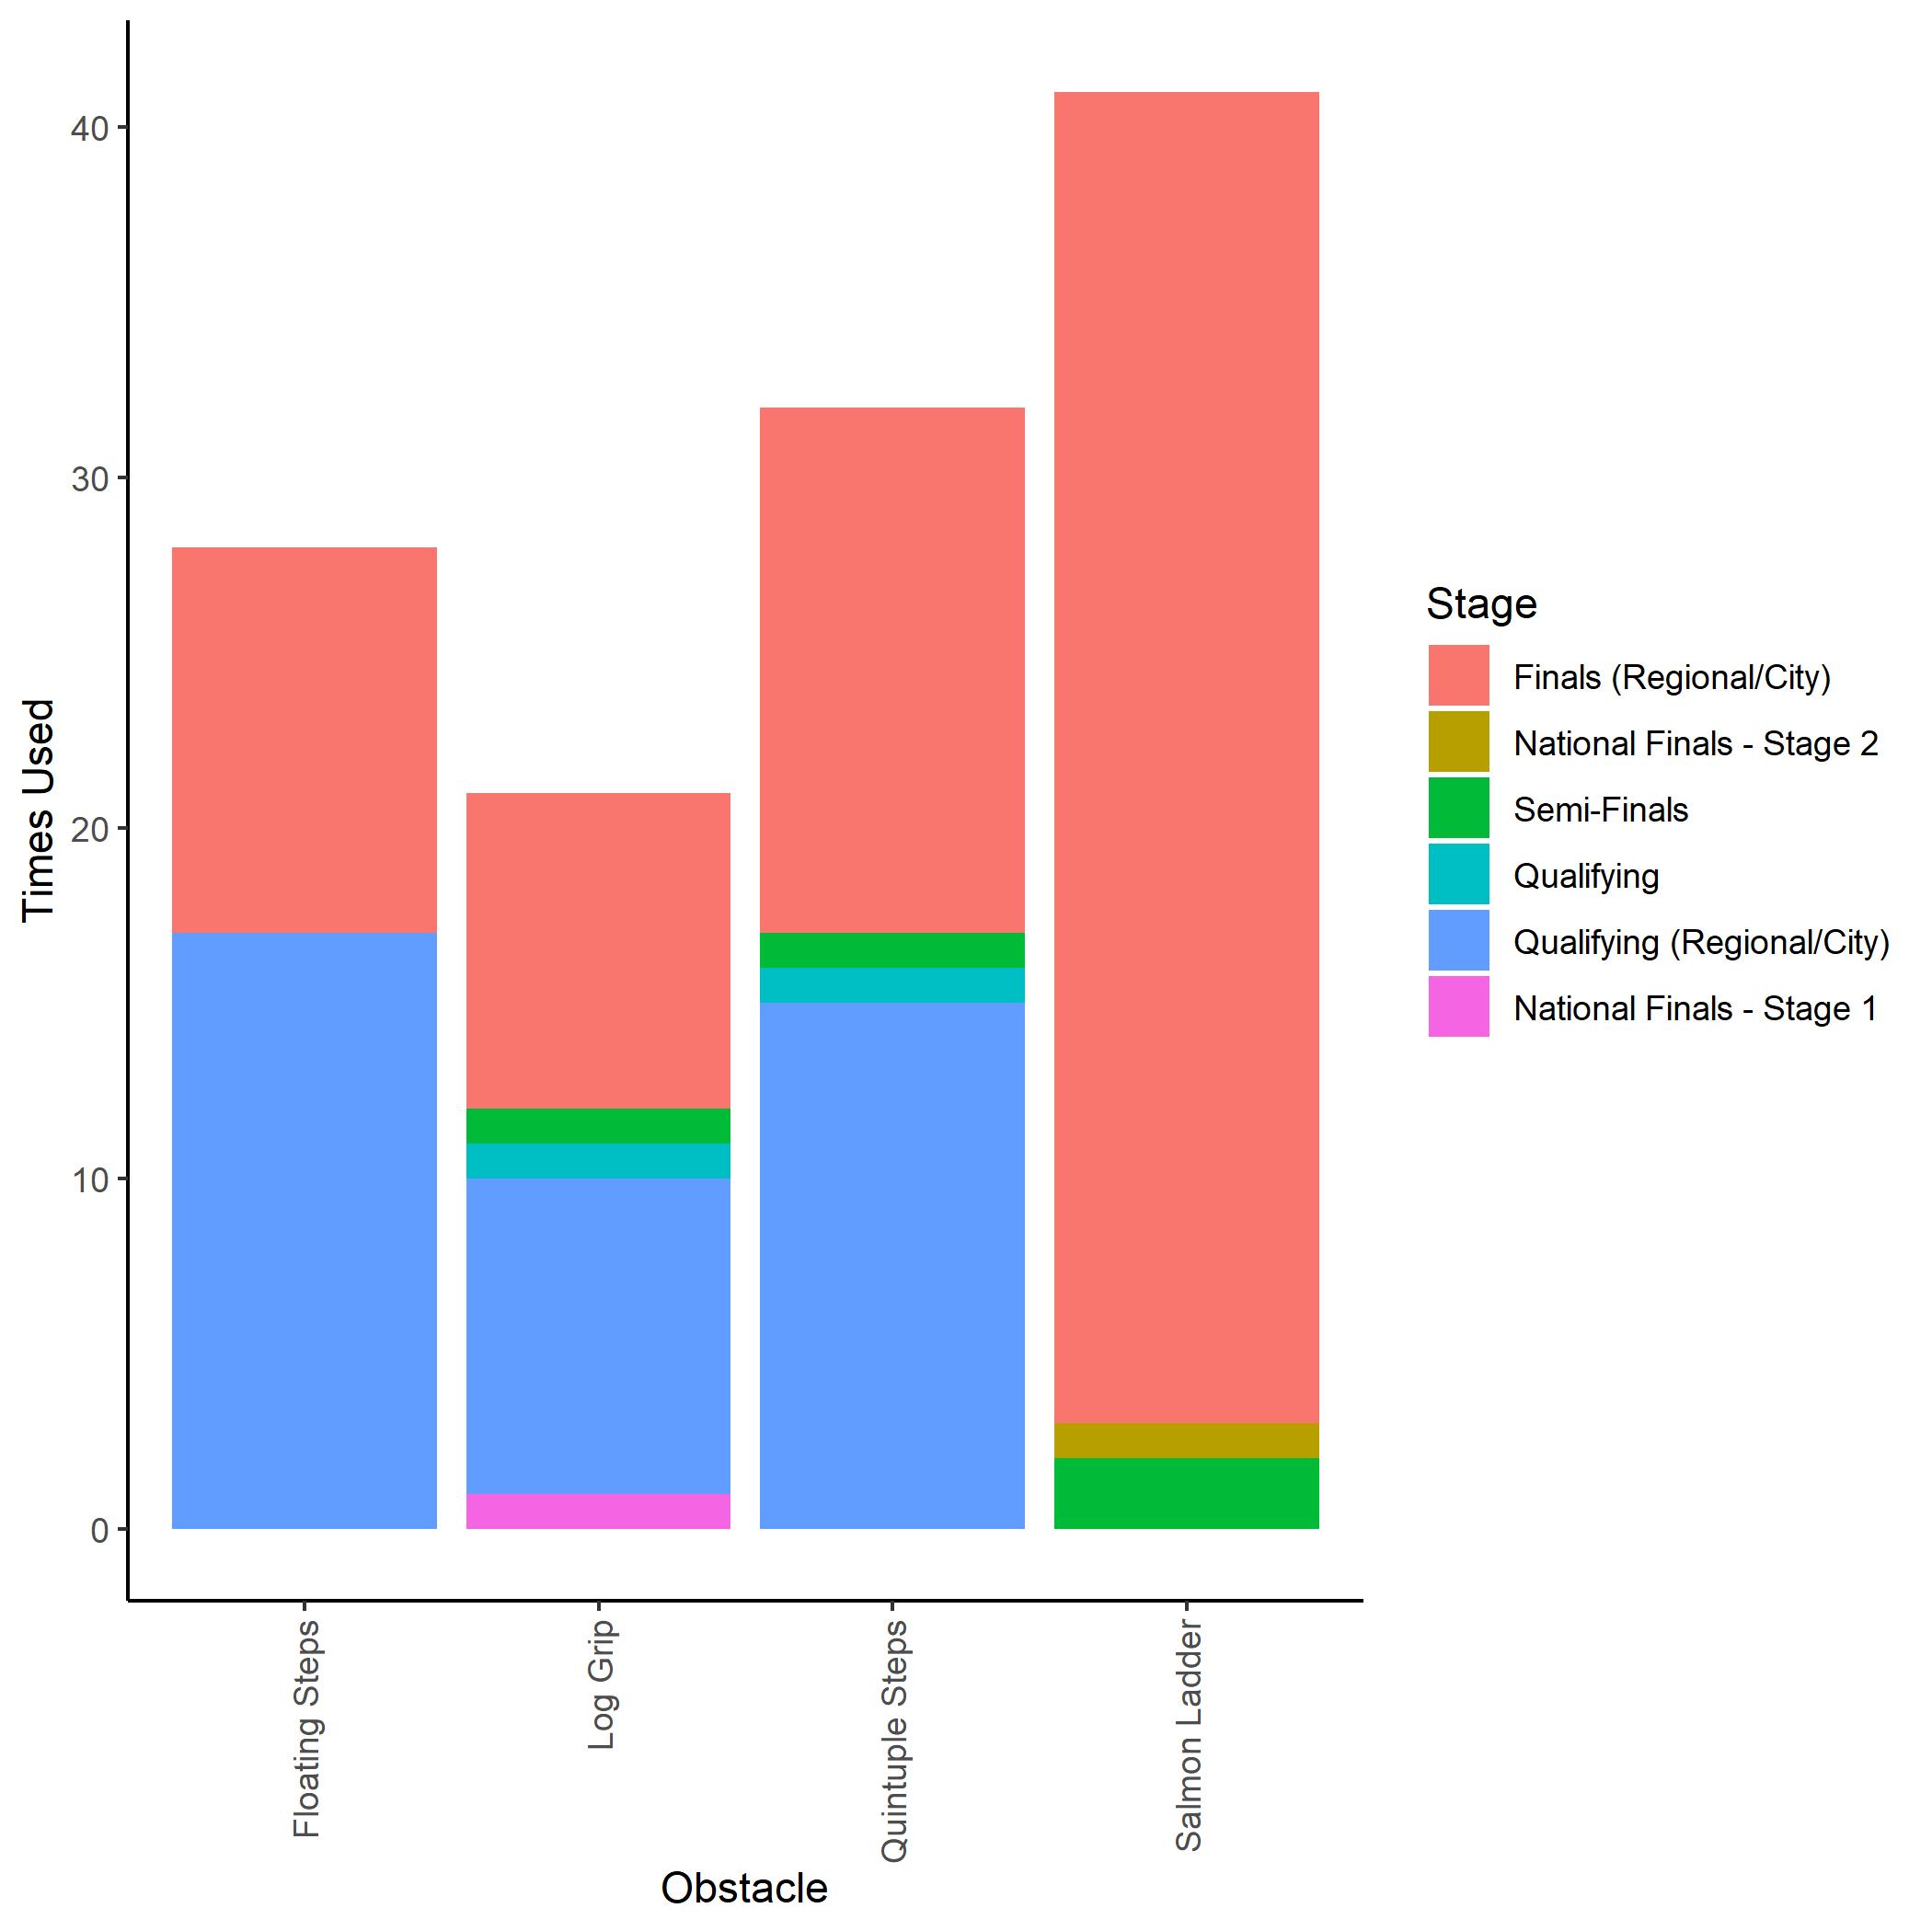 Times Used
40
30
20
10
0
Floating Steps
Log Grip
Quintuple Steps
Salmon Ladder
Obstacle
Stage
Finals (Regional/City)
National Finals - Stage 2
Semi-Finals
Qualifying
Qualifying (Regional/City)
National Finals - Stage 1